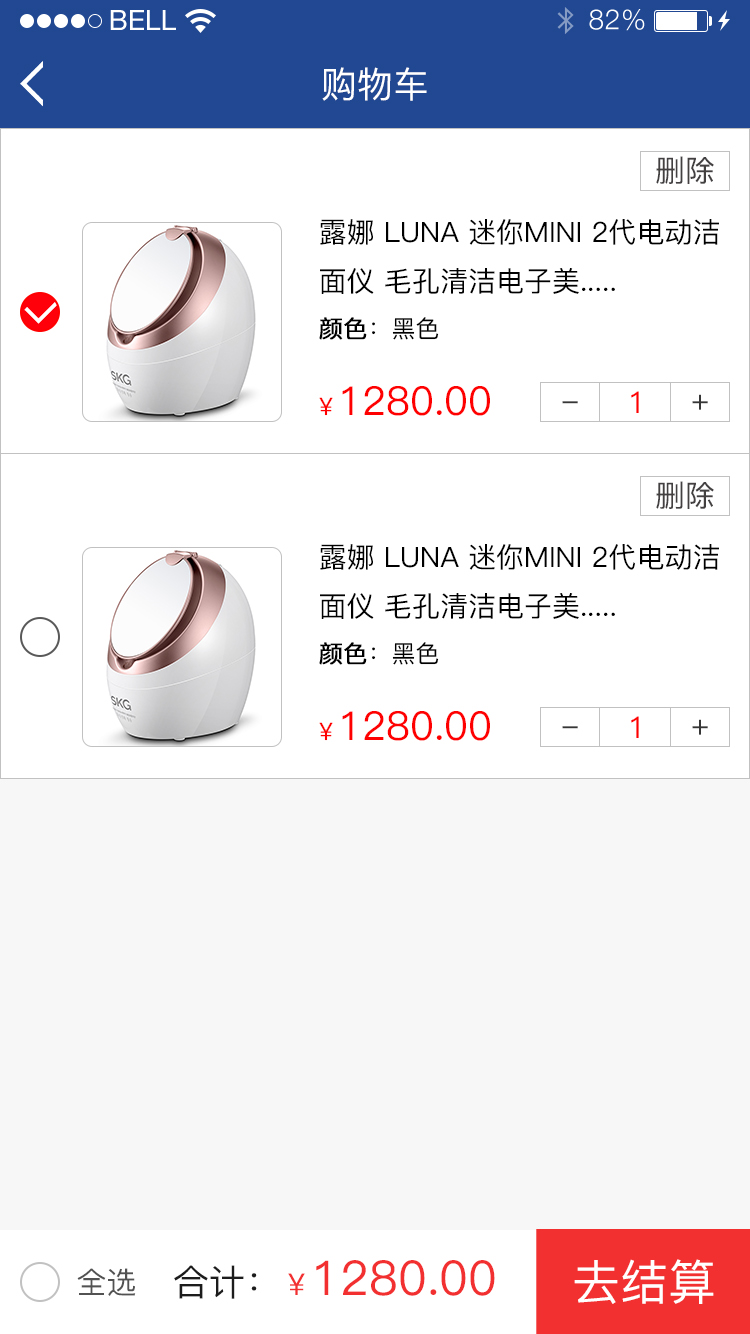 BELL 82%
购物车
删除
露娜 LUNA 迷你MINI 2代电动洁
面仪 毛孔清洁电子美.....
颜色：黑色
SKG
¥1280.00 − 1 +
删除
露娜 LUNA 迷你MINI 2代电动洁
面仪 毛孔清洁电子美.....
颜色：黑色
SKG
¥1280.00 − 1 +
全选 合计：¥1280.00 去结算